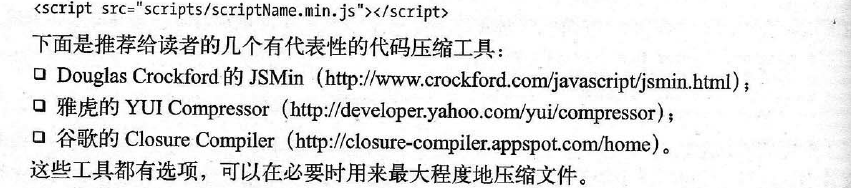 <script src="scripts/scriptName.min.js"></script>
下面是推荐给读者的几个有代表性的代码压缩工具：
❑ Douglas Crockford 的 JSMin（http://www.crockford.com/javascript/jsmin.html）；
❑ 雅虎的 YUI Compressor（http://developer.yahoo.com/yui/compressor）；
❑ 谷歌的 Closure Compiler（http://closure-compiler.appspot.com/home）。
这些工具都有选项，可以在必要时用来最大程度地压缩文件。